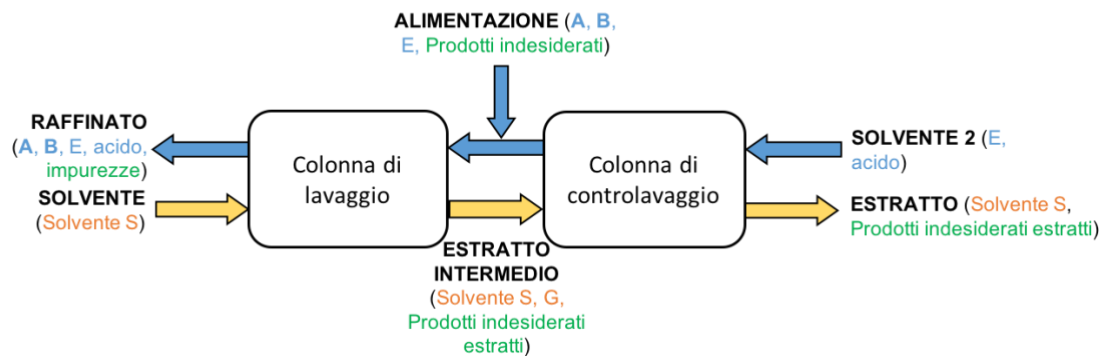 ALIMENTAZIONE (A, B,
E, Prodotti indesiderati)
RAFFINATO
(A, B, E, acido,
impurezze)
SOLVENTE
(Solvente S)
Colonna di
lavaggio
Colonna di
controlavaggio
SOLVENTE 2 (E,
acido)
ESTRATTO (Solvente S,
Prodotti indesiderati estratti)
ESTRATTO
INTERMEDIO
(Solvente S, G,
Prodotti indesiderati
estratti)